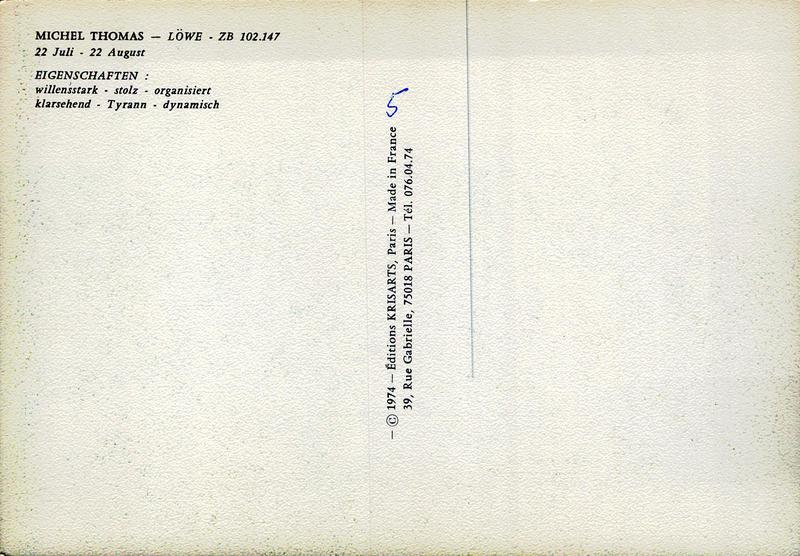 MICHEL THOMAS — LÖWE - ZB 102.147
22 Juli - 22 August
EIGENSCHAFTEN :
willensstark - stolz - organisiert
klarsehend - Tyrann - dynamisch
5
— © 1974 — Éditions KRISARTS, Paris — Made in France
39, Rue Gabrielle, 75018 PARIS — Tél. 076.04.74